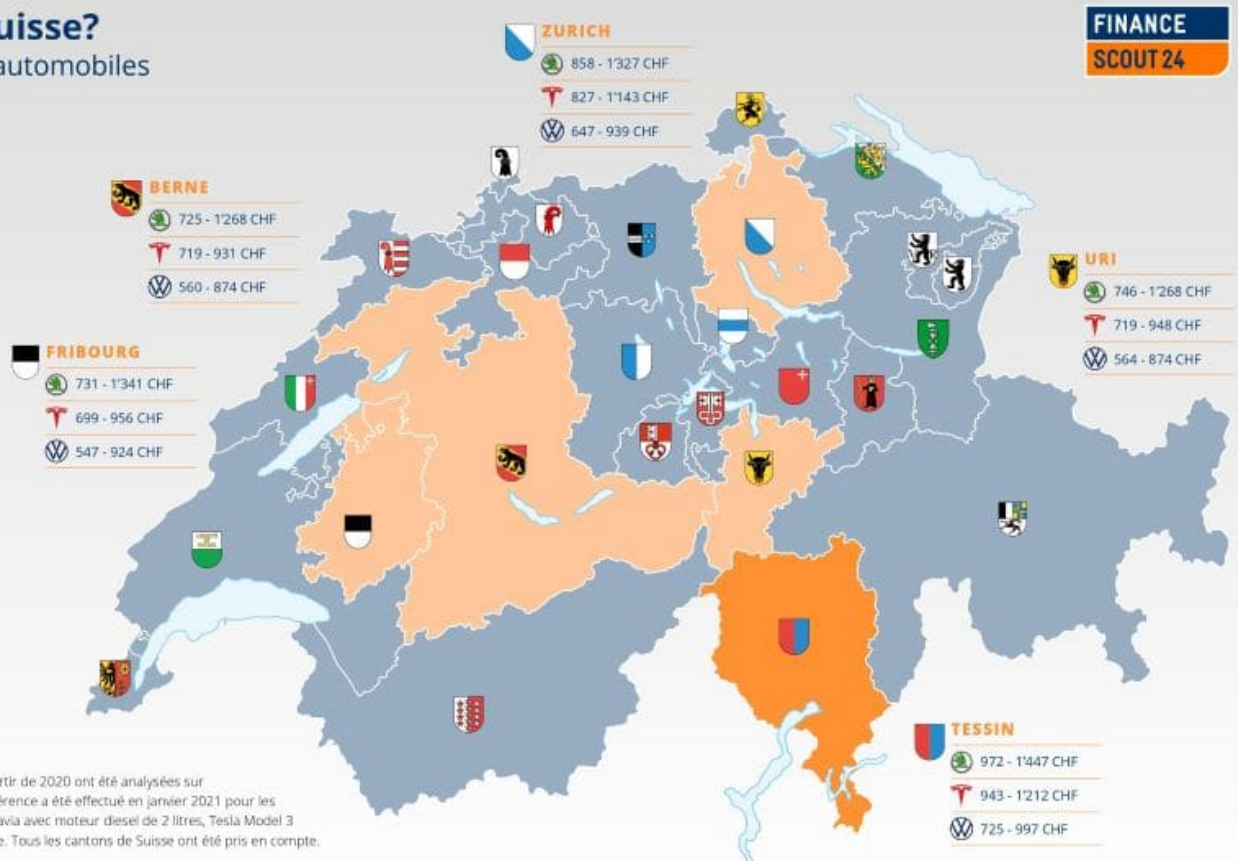 uisse?
automobiles
FINANCE
SCOUT 24
ZURICH
858 - 1'327 CHF
827 - 1'143 CHF
647 - 939 CHF
BERNE
725 - 1'268 CHF
719 - 931 CHF
560 - 874 CHF
URI
746 - 1'268 CHF
719 - 948 CHF
564 - 874 CHF
FRIBOURG
731 - 1'341 CHF
699 - 956 CHF
547 - 924 CHF
TESSIN
972 - 1'447 CHF
943 - 1'212 CHF
725 - 997 CHF
rtir de 2020 ont été analysées sur
érence a été effectué en janvier 2021 pour les
avia avec moteur diesel de 2 litres, Tesla Model 3
e. Tous les cantons de Suisse ont été pris en compte.